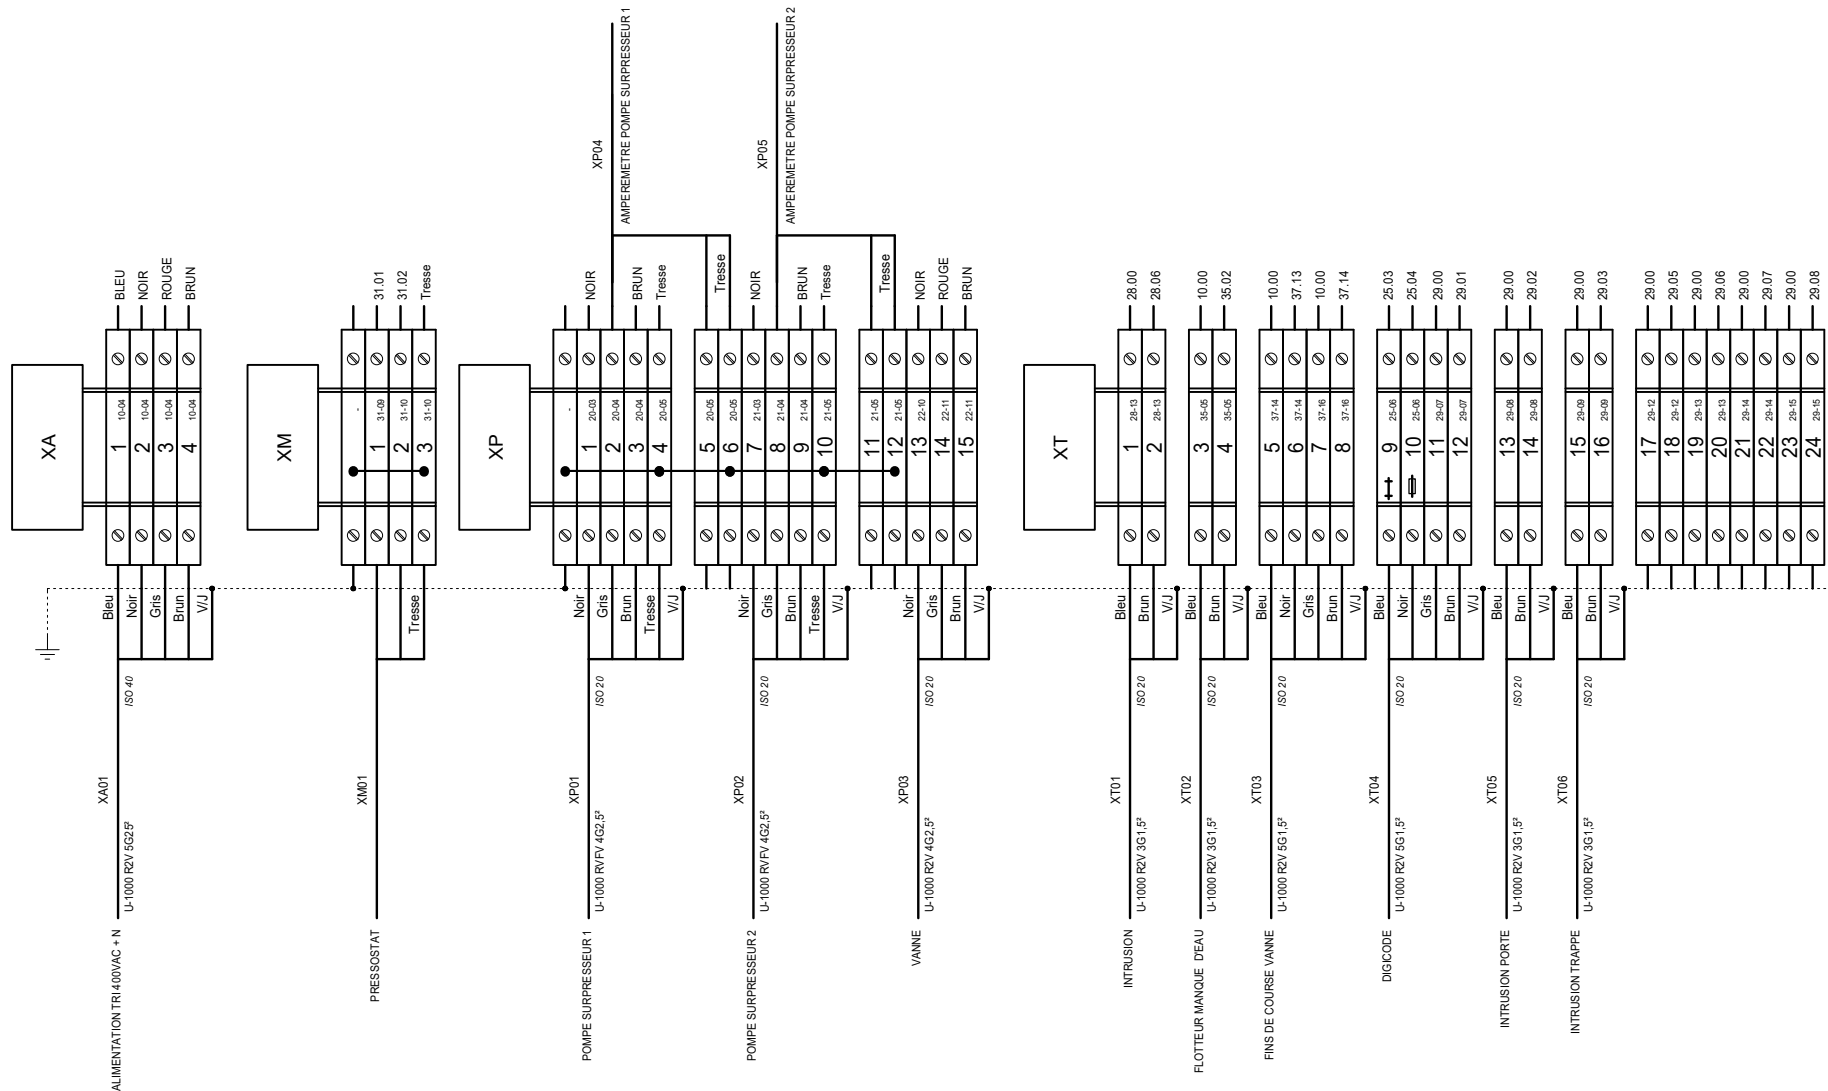 XP04
AMPEREMETRE POMPE SURPRESSEUR 1
XP05
AMPEREMETRE POMPE SURPRESSEUR 2
XA
BLEU
NOIR
ROUGE
BRUN
10-04
10-04
10-04
10-04
1
2
3
4
Bleu
Noir
Gris
Brun
V/J
ISO 40
XA01
U-1000 R2V 5G25²
ALIMENTATION TRI 400VAC + N
XM
31.01
31.02
Tresse
-
31-09
31-10
31-10
1
2
3
Tresse
XM01
PRESSOSTAT
XP
NOIR
BRUN
Tresse
Tresse
NOIR
BRUN
Tresse
Tresse
NOIR
ROUGE
BRUN
-
20-03
20-04
20-04
20-05
20-05
20-05
21-03
21-04
21-04
21-05
21-05
21-05
22-10
22-11
22-11
1
2
3
4
5
6
7
8
9
10
11
12
13
14
15
Noir
Gris
Brun
Tresse
V/J
ISO 20
XP01
U-1000 RVFV 4G2,5²
POMPE SURPRESSEUR 1
Noir
Gris
Brun
Tresse
V/J
ISO 20
XP02
U-1000 RVFV 4G2,5²
POMPE SURPRESSEUR 2
Noir
Gris
Brun
V/J
ISO 20
XP03
U-1000 R2V 4G2,5²
VANNE
XT
28.00
28.06
10.00
35.02
10.00
37.13
10.00
37.14
25.03
25.04
29.00
29.01
29.00
29.02
29.00
29.03
29.00
29.05
29.00
29.06
29.00
29.07
29.00
29.08
28-13
28-13
35-05
35-05
37-14
37-14
37-16
37-16
25-06
25-06
29-07
29-07
29-08
29-08
29-09
29-09
29-12
29-12
29-13
29-13
29-14
29-14
29-15
29-15
1
2
3
4
5
6
7
8
9
10
11
12
13
14
15
16
17
18
19
20
21
22
23
24
Bleu
Brun
V/J
ISO 20
XT01
U-1000 R2V 3G1,5²
INTRUSION
Bleu
Brun
V/J
ISO 20
XT02
U-1000 R2V 3G1,5²
FLOTTEUR MANQUE D'EAU
Bleu
Noir
Gris
Brun
V/J
ISO 20
XT03
U-1000 R2V 5G1,5²
FINS DE COURSE VANNE
Bleu
Noir
Gris
Brun
V/J
ISO 20
XT04
U-1000 R2V 5G1,5²
DIGICODE
Bleu
Brun
V/J
ISO 20
XT05
U-1000 R2V 3G1,5²
INTRUSION PORTE
Bleu
Brun
V/J
ISO 20
XT06
U-1000 R2V 3G1,5²
INTRUSION TRAPPE